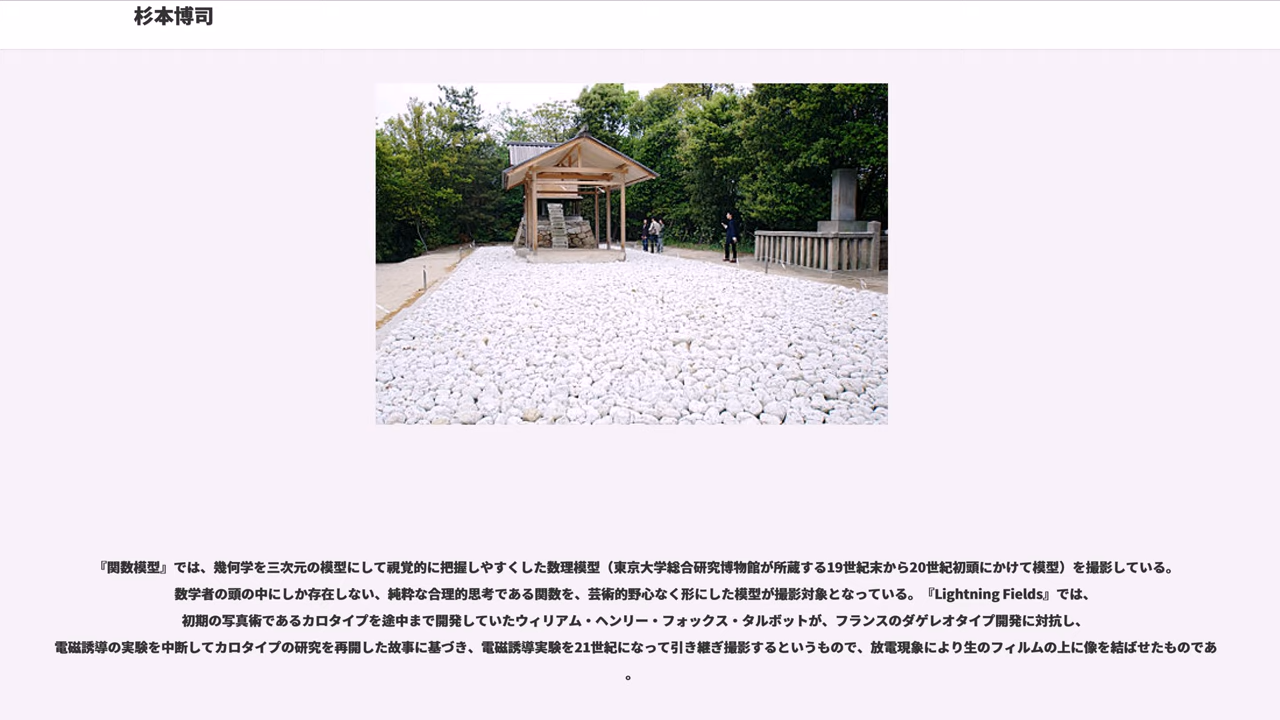 杉本博司
『関数模型』では、幾何学を三次元の模型にして視覚的に把握しやすくした数理模型（東京大学総合研究博物館が所蔵する19世紀末から20世紀初頭にかけて模型）を撮影している。
数学者の頭の中にしか存在しない、純粋な合理的思考である関数を、芸術的野心なく形にした模型が撮影対象となっている。『Lightning Fields』では、
初期の写真術であるカロタイプを途中まで開発していたウィリアム・ヘンリー・フォックス・タルボットが、フランスのダゲレオタイプ開発に対抗し、
電磁誘導の実験を中断してカロタイプの研究を再開した故事に基づき、電磁誘導実験を21世紀になって引き継ぎ撮影するというもので、放電現象により生のフィルムの上に像を結ばせたものであ
。